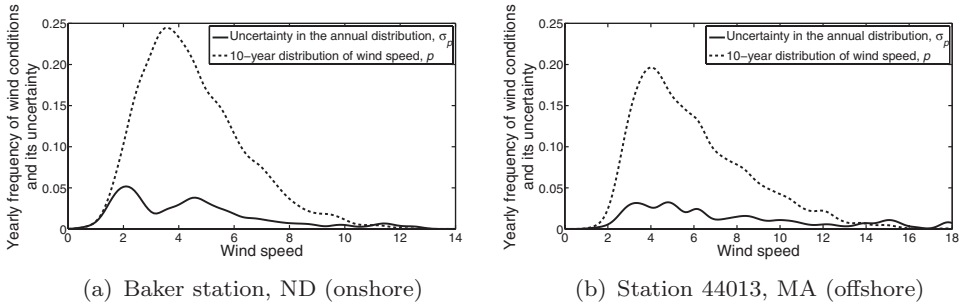 Yearly frequency of wind conditions
and its uncertainty
0.25
0.20
0.15
0.10
0.05
0
Uncertainty in the annual distribution, σp
10−year distribution of wind speed, p
0 2 4 6 8 10 12 14
Wind speed
(a) Baker station, ND (onshore)
Yearly frequency of wind conditions
and its uncertainty
0.25
0.20
0.15
0.10
0.05
0
Uncertainty in the annual distribution, σp
10−year distribution of wind speed, p
0 2 4 6 8 10 12 14 16 18
Wind speed
(b) Station 44013, MA (offshore)